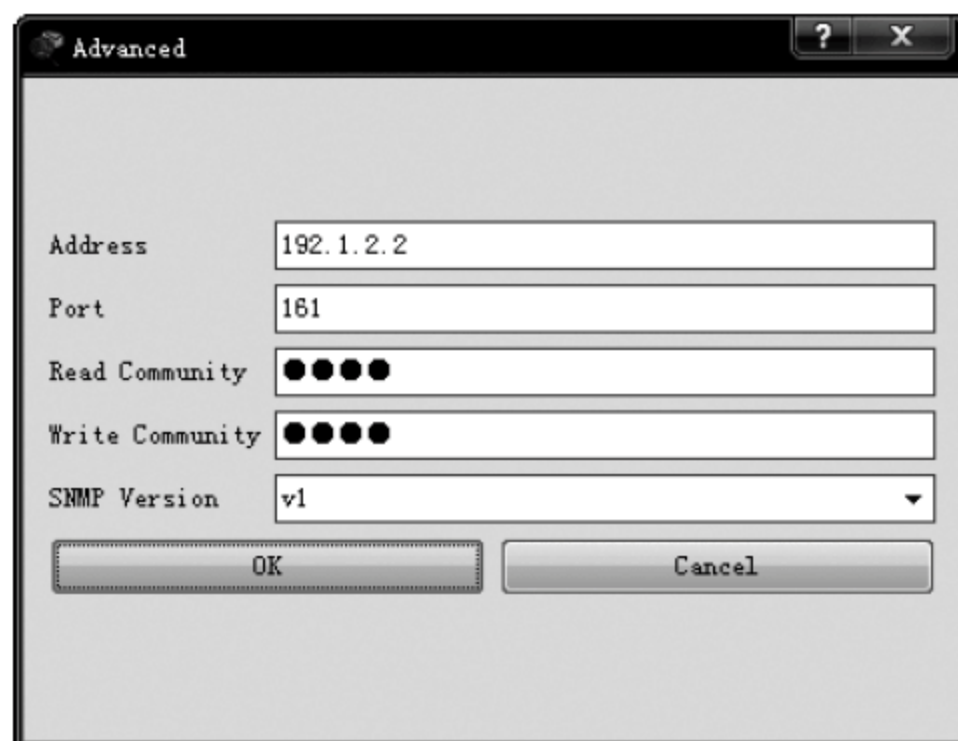 Advanced
? X
Address 192.1.2.2
Port 161
Read Community ●●●●
Write Community ●●●●
SNMP Version v1
OK Cancel